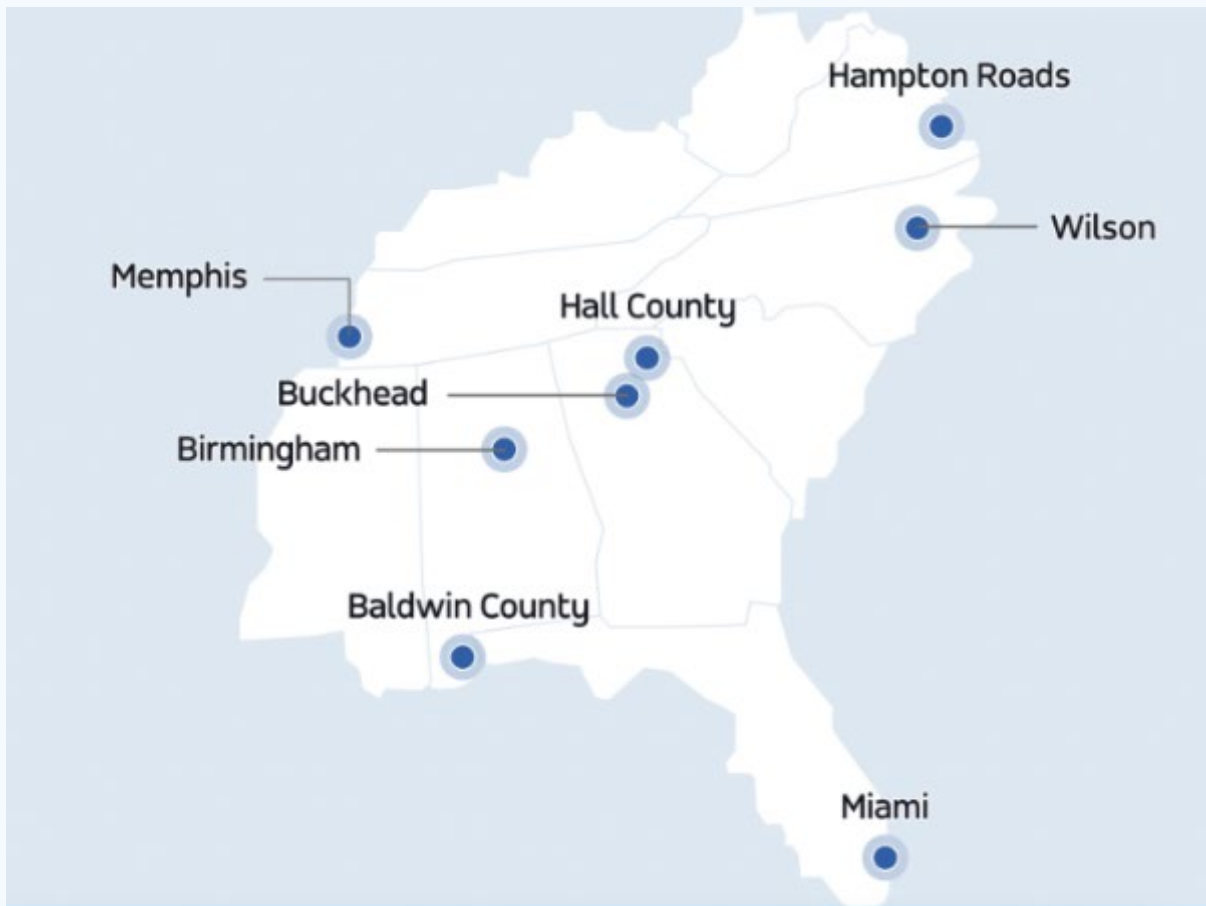 Hampton Roads
Wilson
Memphis
Hall County
Buckhead
Birmingham
Baldwin County
Miami